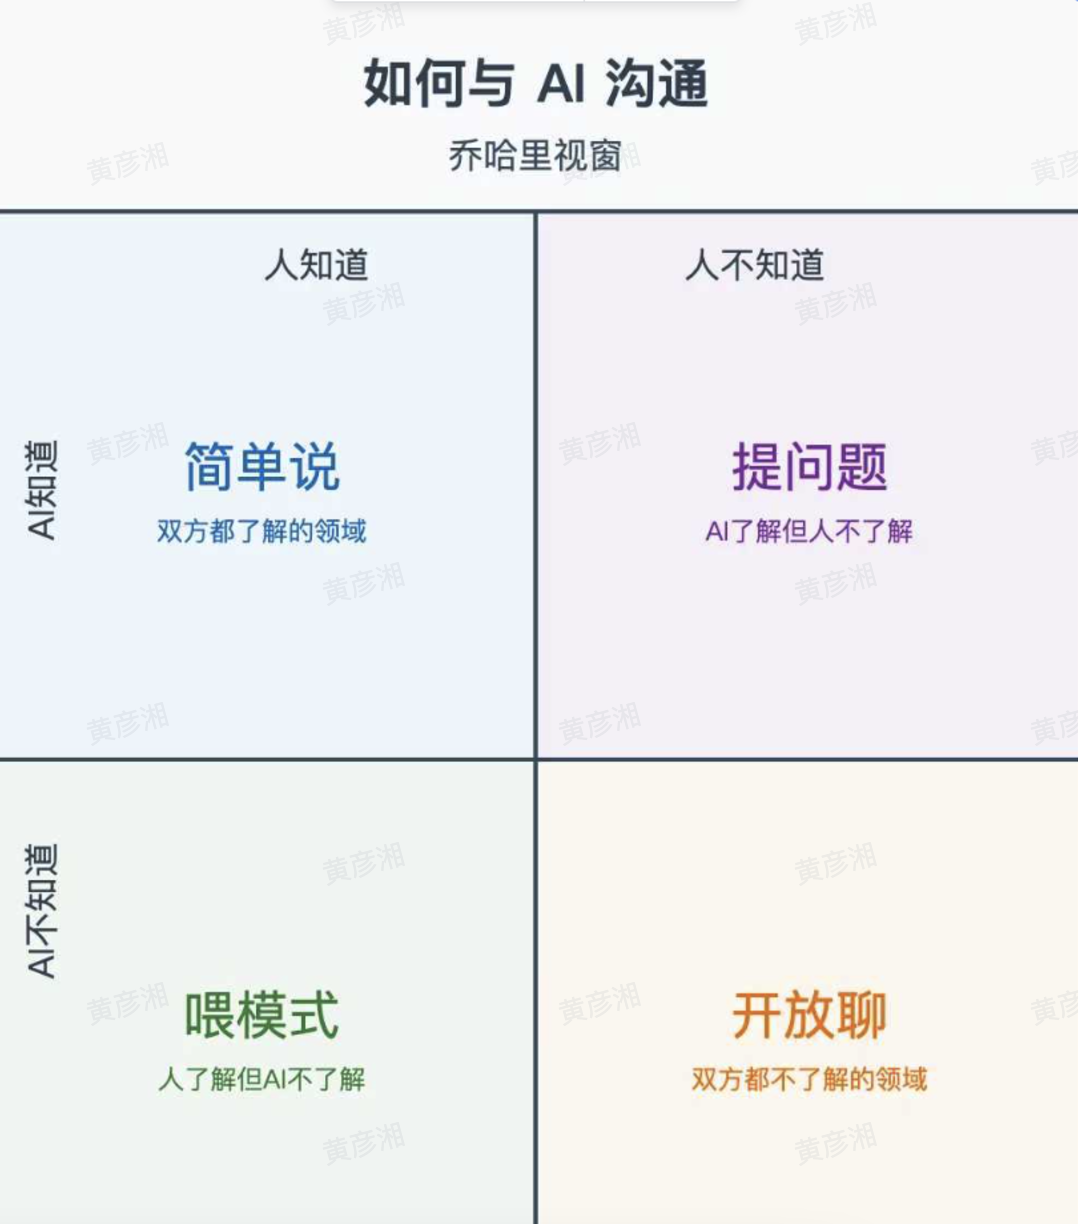 如何与 AI 沟通
乔哈里视窗
人知道
人不知道
AI知道
简单说
双方都了解的领域
提问题
AI了解但人不了解
AI不知道
喂模式
人了解但AI不了解
开放聊
双方都不了解的领域
黄彦湘